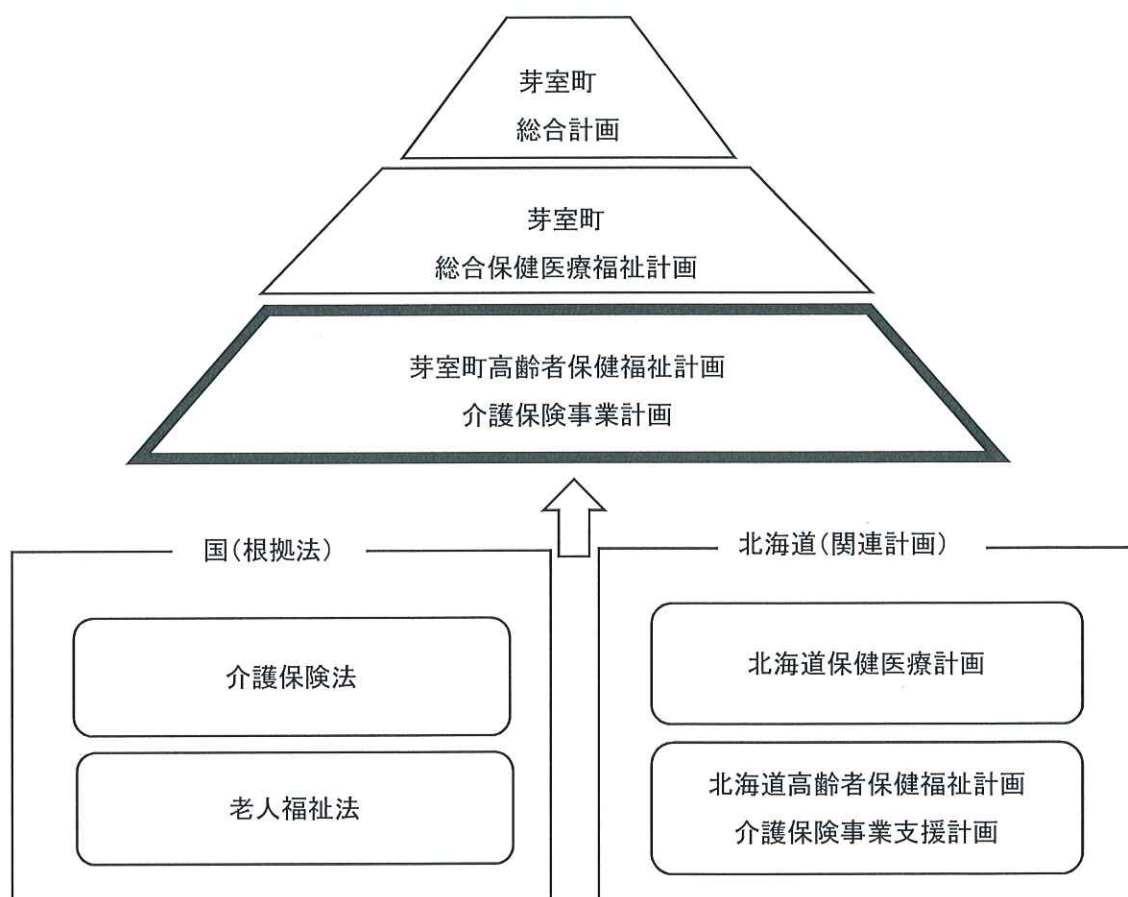 芽室町
総合計画
芽室町
総合保健医療福祉計画
芽室町高齢者保健福祉計画
介護保険事業計画
国（根拠法）
介護保険法
老人福祉法
北海道（関連計画）
北海道保健医療計画
北海道高齢者保健福祉計画
介護保険事業支援計画